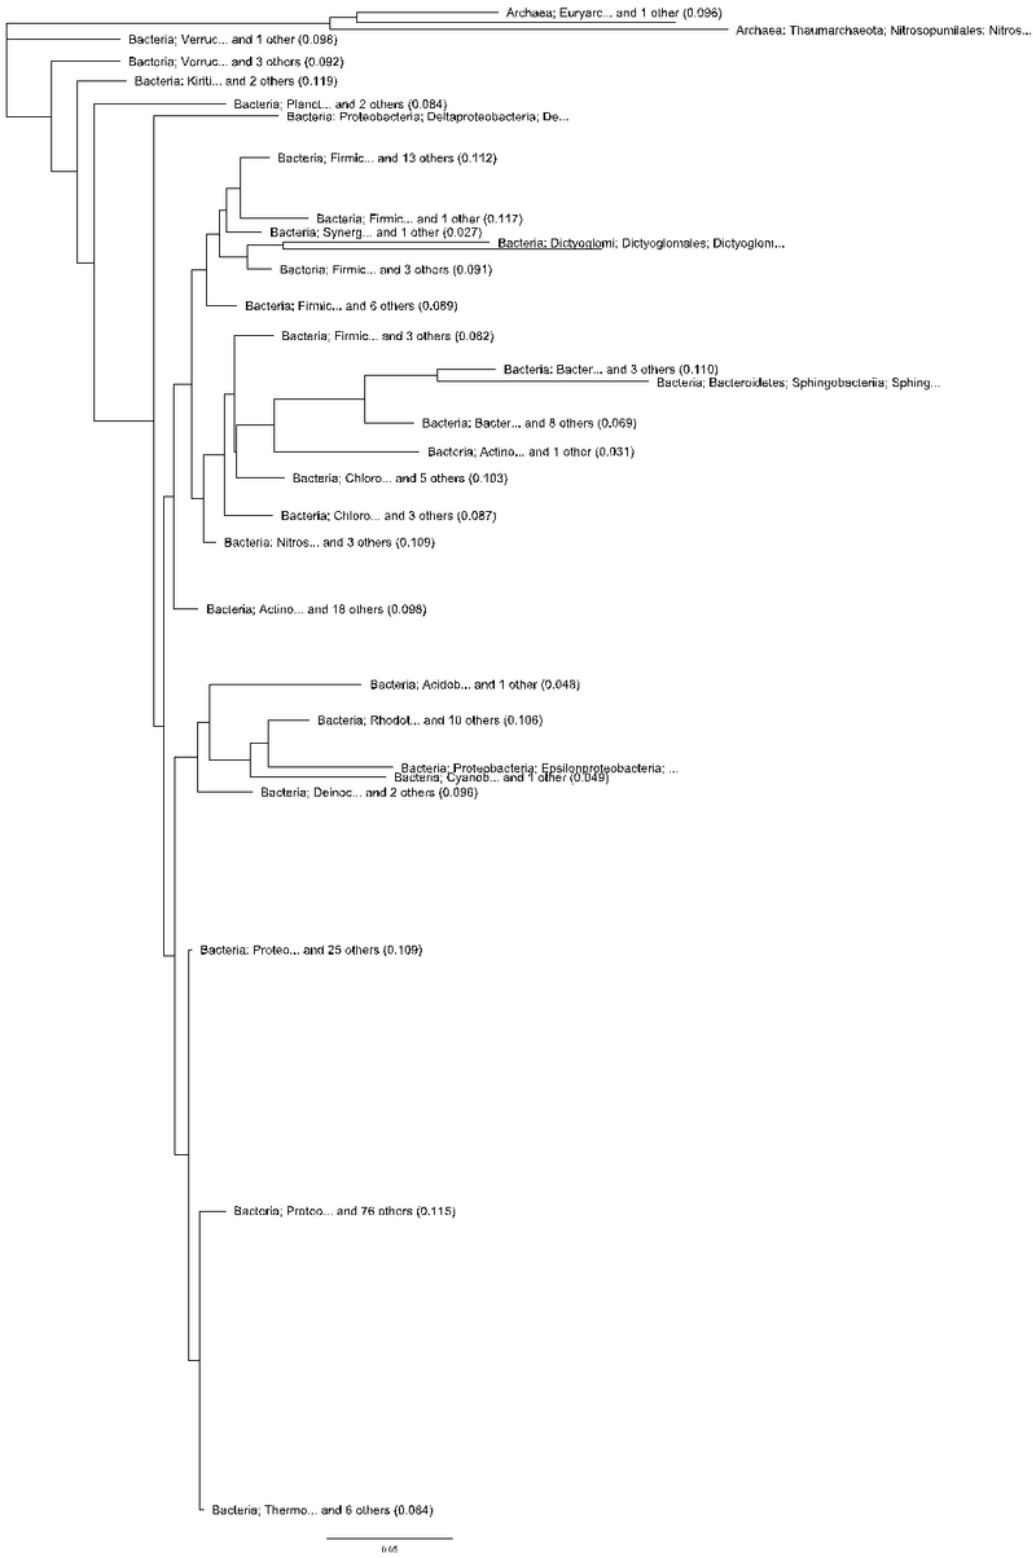 Archaea; Euryarc... and 1 other (0.096)
Archaea; Thaumarchaeota; Nitrosopumilales; Nitros...
Bacteria; Verruc... and 1 other (0.098)
Bacteria; Verruc... and 3 others (0.092)
Bacteria; Kiriti... and 2 others (0.119)
Bacteria; Planct... and 2 others (0.084)
Bacteria; Proteobacteria; Deltaproteobacteria; De...
Bacteria; Firmic... and 13 others (0.112)
Bacteria; Firmic... and 1 other (0.117)
Bacteria; Synerg... and 1 other (0.027)
Bacteria; Dictyoglomi; Dictyoglomales; Dictyoglom...
Bacteria; Firmic... and 3 others (0.091)
Bacteria; Firmic... and 6 others (0.089)
Bacteria; Firmic... and 3 others (0.082)
Bacteria; Bacter... and 3 others (0.110)
Bacteria; Bacteroidetes; Sphingobacteriia; Sphing...
Bacteria; Bacter... and 8 others (0.069)
Bacteria; Actino... and 1 other (0.031)
Bacteria; Chloro... and 5 others (0.103)
Bacteria; Chloro... and 3 others (0.087)
Bacteria; Nitros... and 3 others (0.109)
Bacteria; Actino... and 18 others (0.098)
Bacteria; Acidob... and 1 other (0.048)
Bacteria; Rhodot... and 10 others (0.106)
Bacteria; Proteobacteria; Epsilonproteobacteria; ...
Bacteria; Cyanob... and 1 other (0.049)
Bacteria; Deinoc... and 2 others (0.096)
Bacteria; Proteo... and 25 others (0.109)
Bacteria; Proteo... and 76 others (0.115)
Bacteria; Thermo... and 6 others (0.084)
0.05